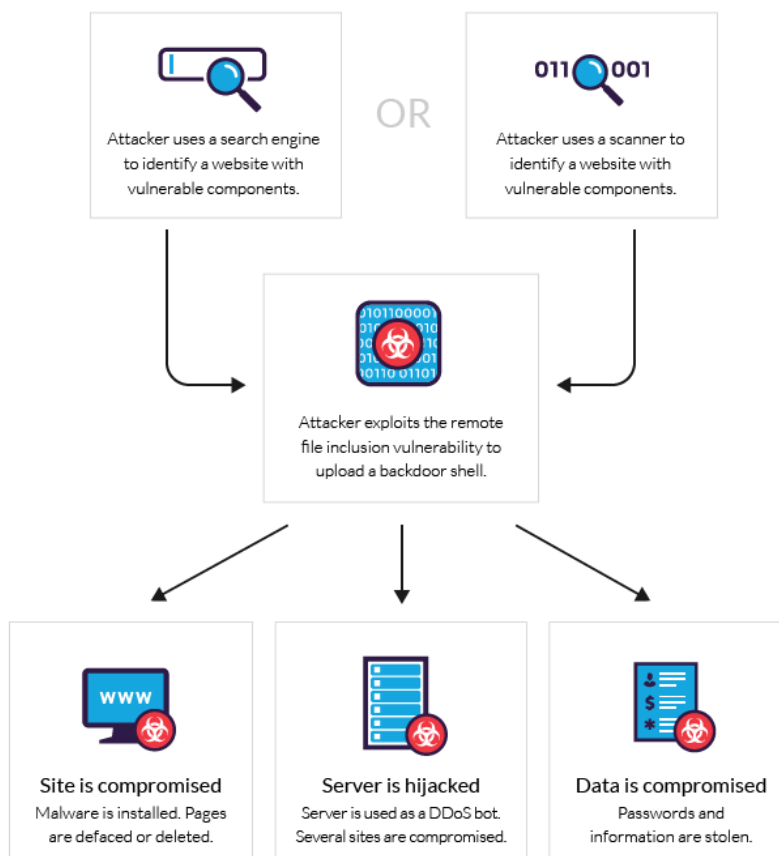 011 001
OR
Attacker uses a search engine
to identify a website with
vulnerable components.
Attacker uses a scanner to
identify a website with
vulnerable components.
Attacker exploits the remote
file inclusion vulnerability to
upload a backdoor shell.
www
Site is compromised
Malware is installed. Pages
are defaced or deleted.
Server is hijacked
Server is used as a DDoS bot.
Several sites are compromised.
$
*
Data is compromised
Passwords and
information are stolen.